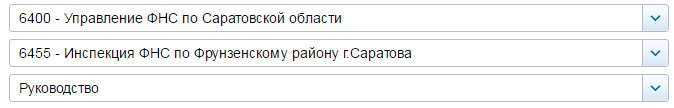 6400 - Управление ФНС по Саратовской области
6455 - Инспекция ФНС по Фрунзенскому району г.Саратова
Руководство